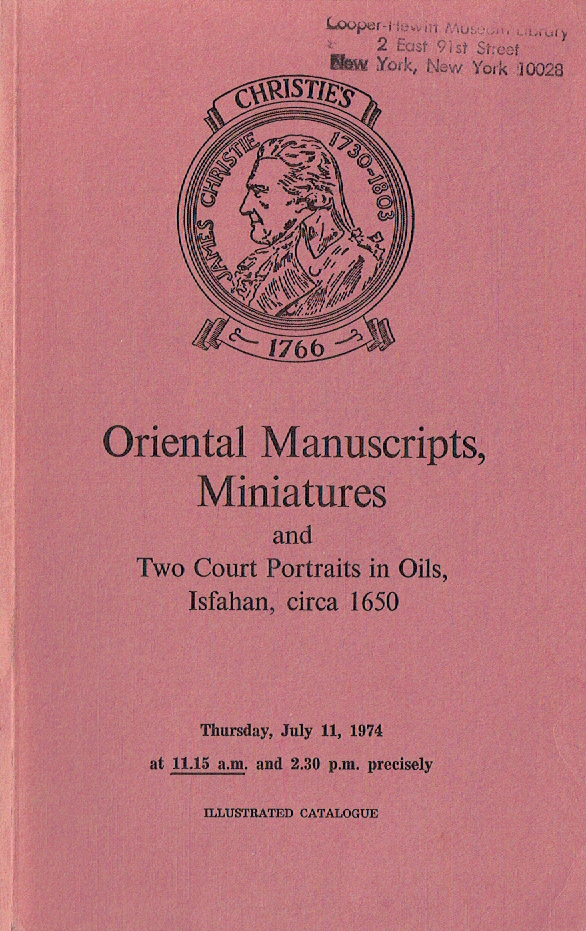 Cooper-Hewitt Museum Library
2 East 91st Street
New York, New York 10028
CHRISTIE'S
JAMES CHRISTIE 1730-1803
1766
Oriental Manuscripts,
Miniatures
and
Two Court Portraits in Oils,
Isfahan, circa 1650
Thursday, July 11, 1974
at 11.15 a.m. and 2.30 p.m. precisely
ILLUSTRATED CATALOGUE